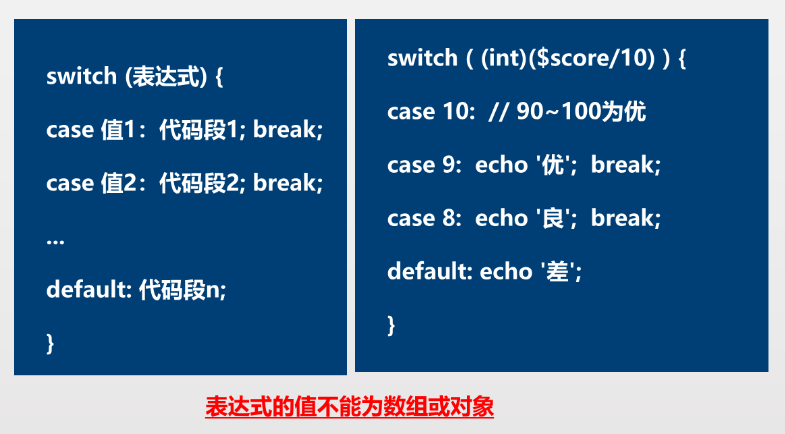 switch (表达式) {
case 值1：代码段1; break;
case 值2：代码段2; break;
...
default: 代码段n;
}
switch ( (int)($score/10) ) {
case 10:  // 90~100为优
case 9:  echo '优';  break;
case 8:  echo '良';  break;
default: echo '差';
}
表达式的值不能为数组或对象